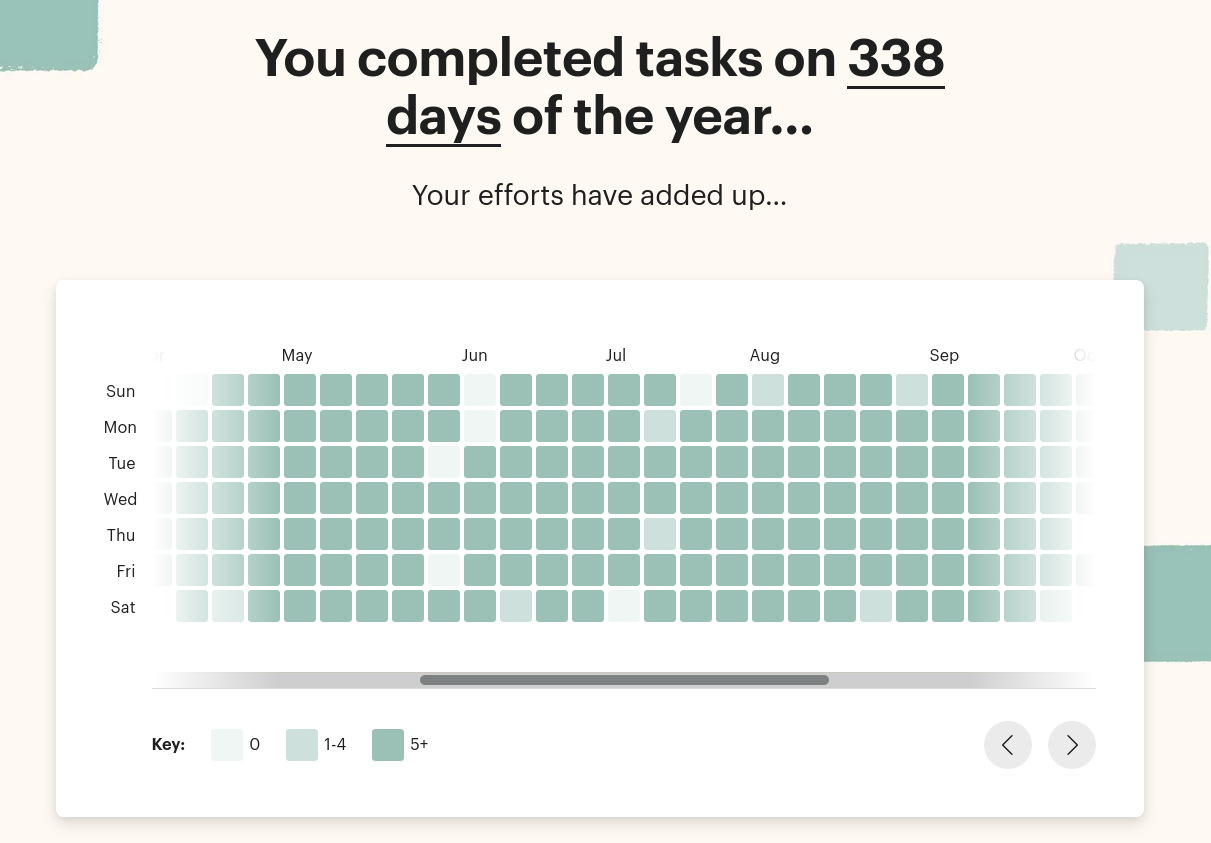 You completed tasks on 338
days of the year...
Your efforts have added up...
May Jun Jul Aug Sep
Sun
Mon
Tue
Wed
Thu
Fri
Sat
Key: 0 1-4 5+